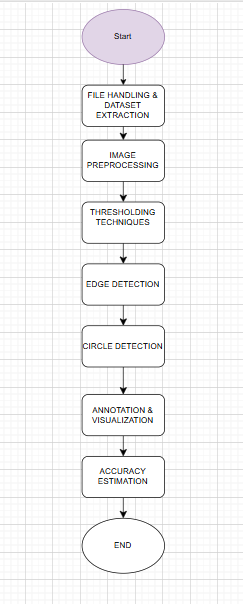 Start
FILE HANDLING &
DATASET
EXTRACTION
IMAGE
PREPROCESSING
THRESHOLDING
TECHNIQUES
EDGE DETECTION
CIRCLE DETECTION
ANNOTATION &
VISUALIZATION
ACCURACY
ESTIMATION
END